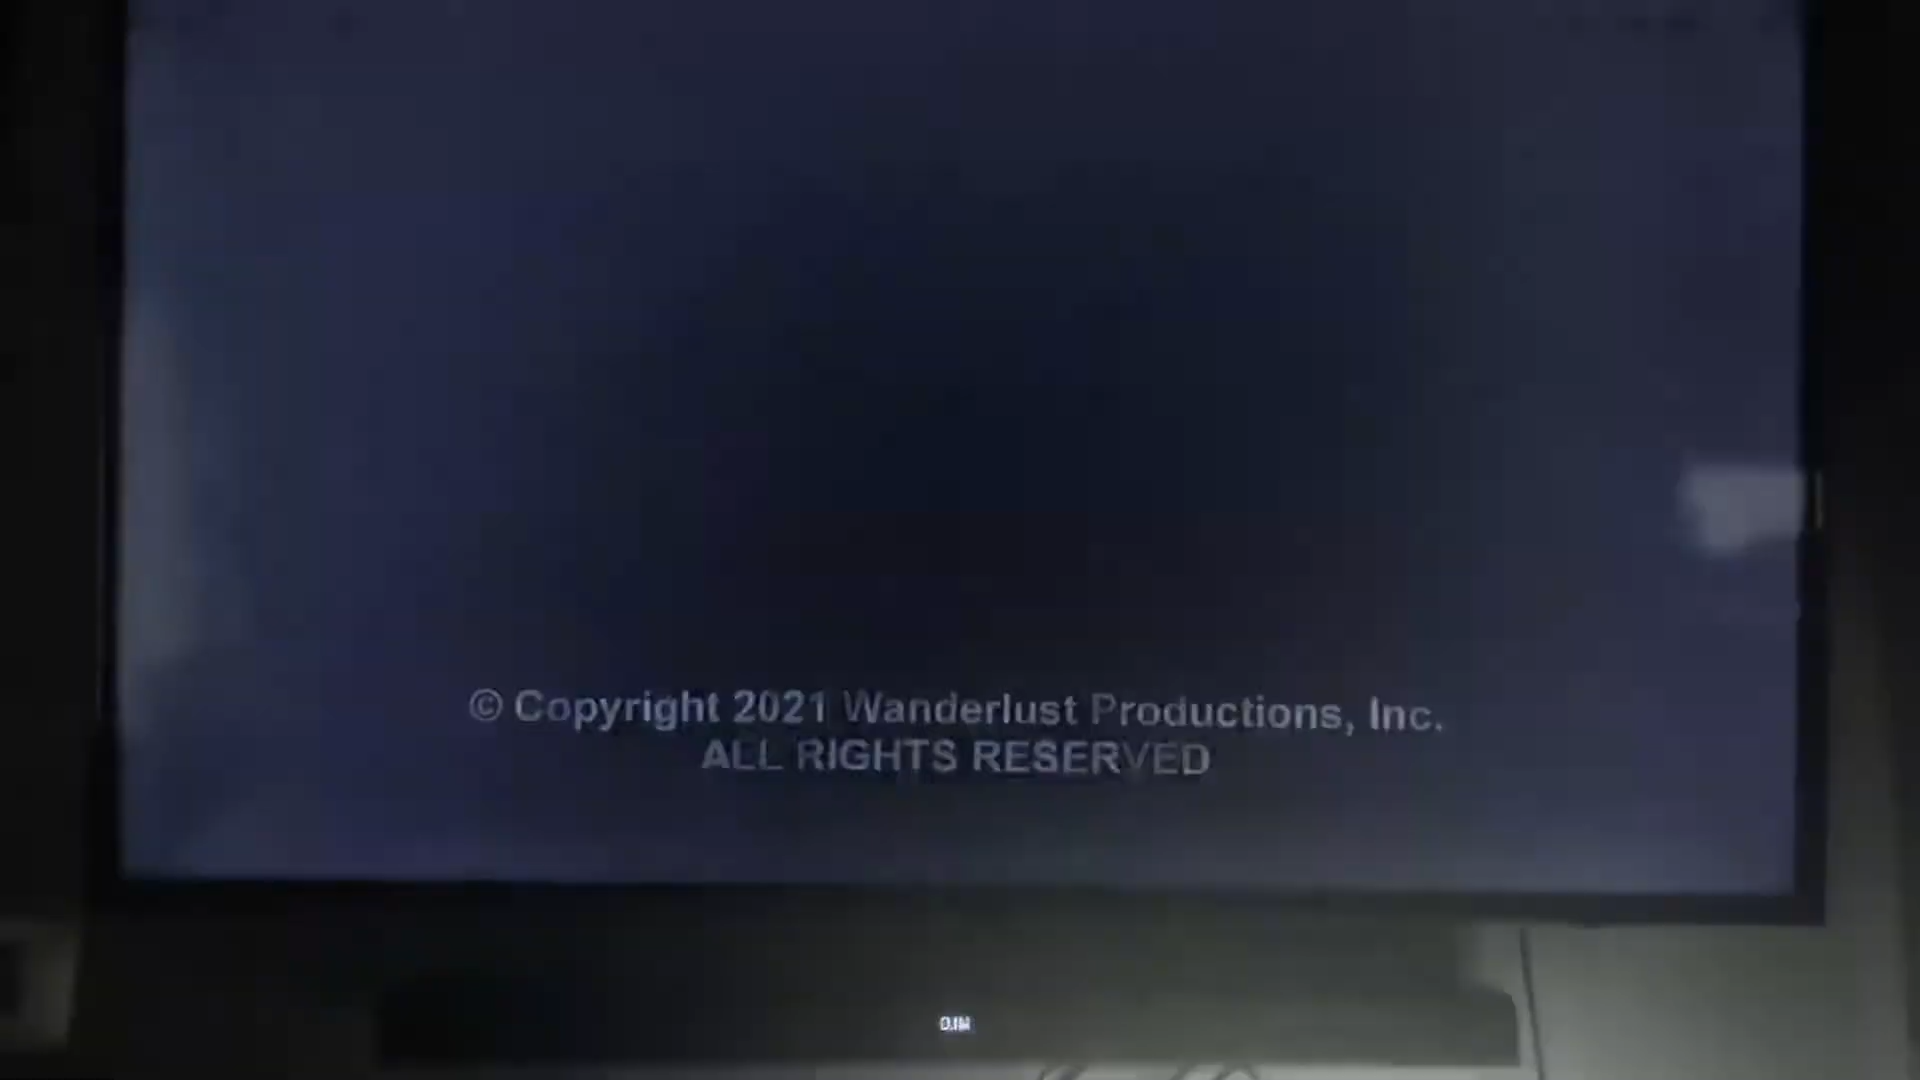 © Copyright 2021 Wanderlust Productions, Inc.
ALL RIGHTS RESERVED